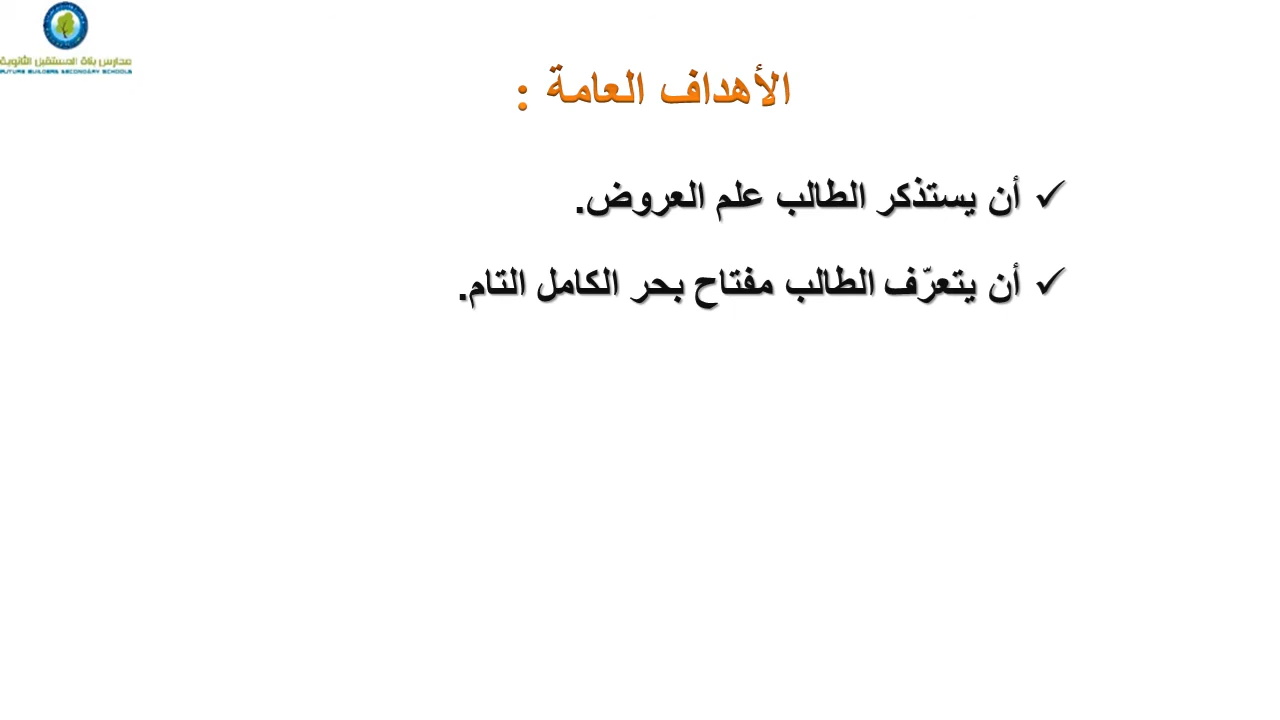 مدارس بناة المستقبل الثانوية
FUTURE BUILDERS SECONDARY SCHOOLS
الأهداف العامة :
✓ أن يستذكر الطالب علم العروض.
✓ أن يتعرّف الطالب مفتاح بحر الكامل التام.